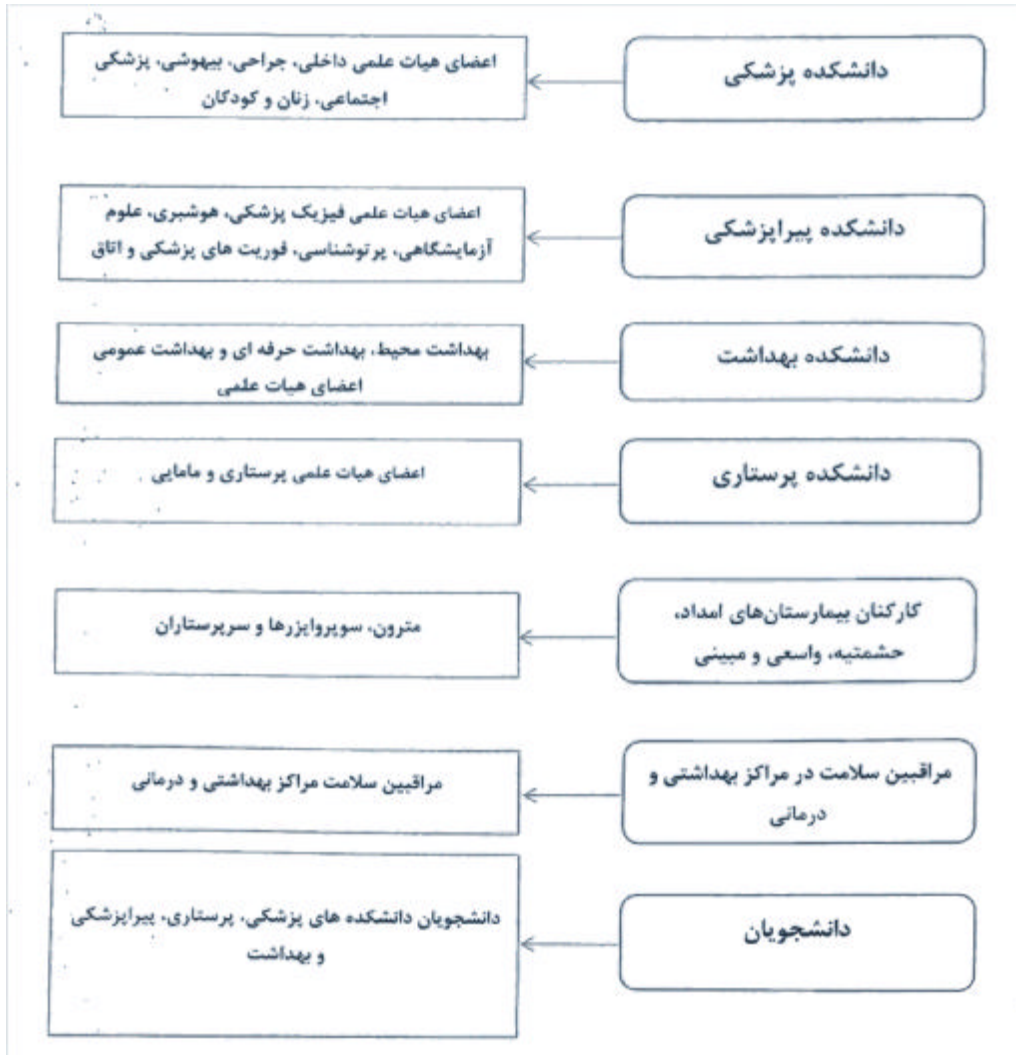 دانشکده پزشکی
اعضای هیات علمی داخلی، جراحی، بیهوشی، پزشکی
اجتماعی، زنان و کودکان
دانشکده پیراپزشکی
اعضای هیات علمی فیزیک پزشکی، هوشبری، علوم
آزمایشگاهی، پرتوشناسی، فوریت های پزشکی و اتاق
دانشکده بهداشت
بهداشت محیط، بهداشت حرفه ای و بهداشت عمومی
اعضای هیات علمی
دانشکده پرستاری
اعضای هیات علمی پرستاری و مامایی
کارکنان بیمارستان‌های امداد،
حشمتیه، واسعی و مبینی
مترون، سوپروایزرها و سرپرستاران
مراقبین سلامت در مراکز بهداشتی و
درمانی
مراقبین سلامت مراکز بهداشتی و درمانی
دانشجویان
دانشجویان دانشکده های پزشکی، پرستاری، پیراپزشکی
و بهداشت